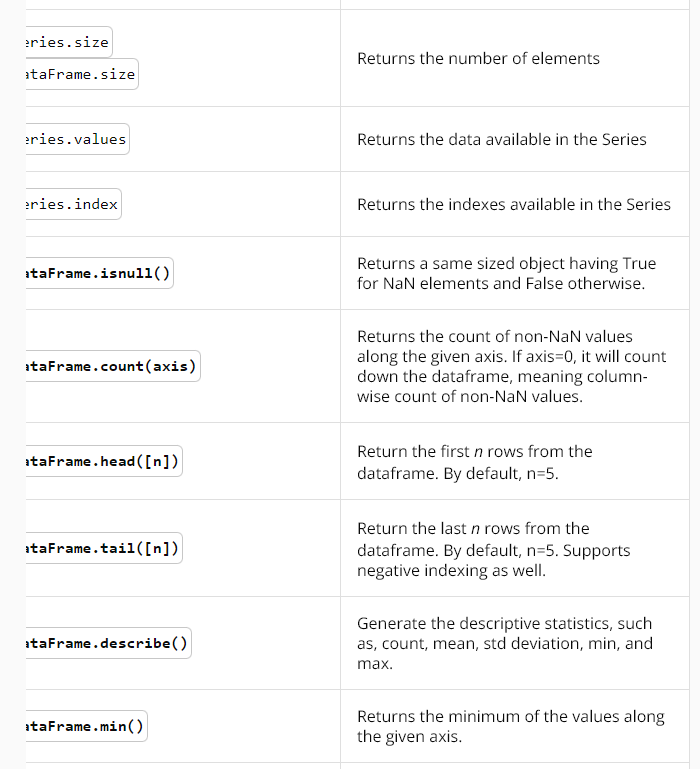 eries.size
ataFrame.size
Returns the number of elements
eries.values
Returns the data available in the Series
eries.index
Returns the indexes available in the Series
ataFrame.isnull()
Returns a same sized object having True
for NaN elements and False otherwise.
ataFrame.count(axis)
Returns the count of non-NaN values
along the given axis. If axis=0, it will count
down the dataframe, meaning column-
wise count of non-NaN values.
ataFrame.head([n])
Return the first n rows from the
dataframe. By default, n=5.
ataFrame.tail([n])
Return the last n rows from the
dataframe. By default, n=5. Supports
negative indexing as well.
ataFrame.describe()
Generate the descriptive statistics, such
as, count, mean, std deviation, min, and
max.
ataFrame.min()
Returns the minimum of the values along
the given axis.